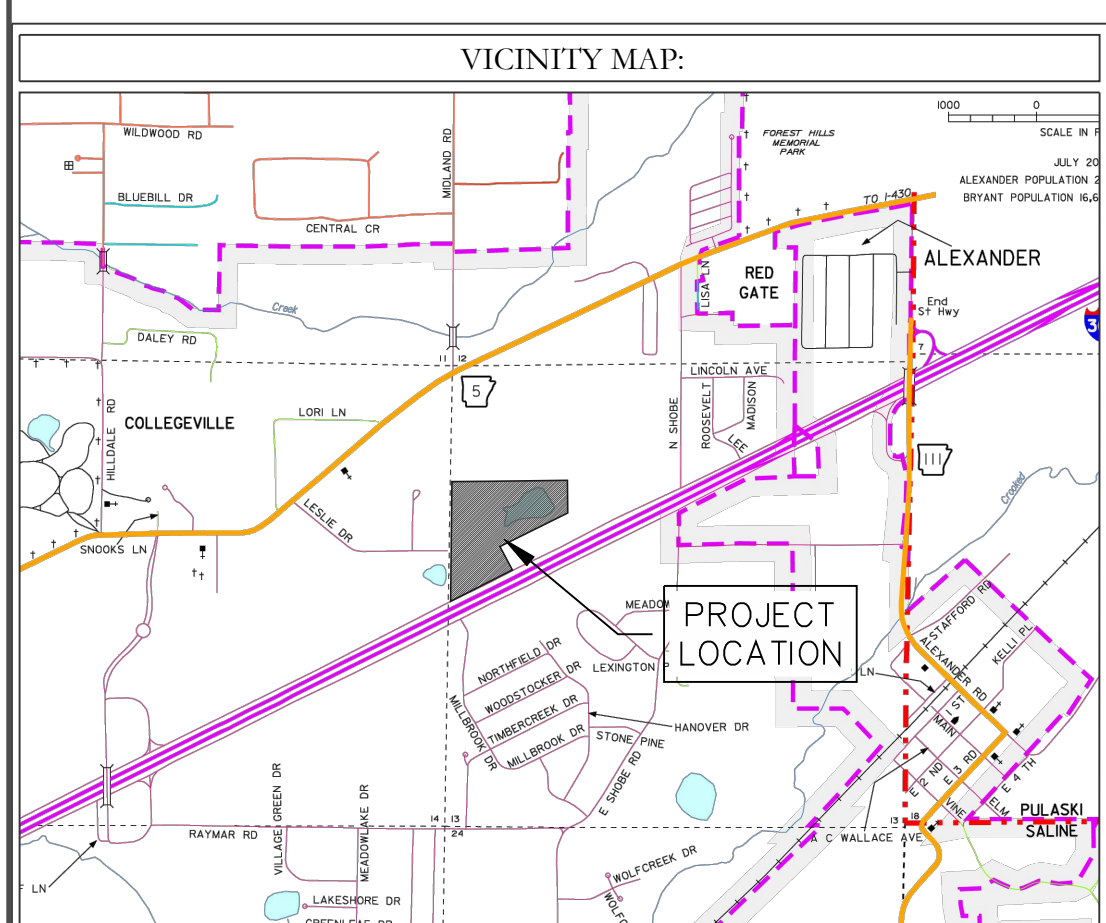 VICINITY MAP:
1000 0
SCALE IN F
JULY 20
ALEXANDER POPULATION 2
BRYANT POPULATION 16,6
WILDWOOD RD
MIDLAND RD
FOREST HILLS
MEMORIAL
PARK
BLUEBILL DR
TO I-430
CENTRAL CR
ALEXANDER
RED
GATE
LISA LN
Creek
End
St Hwy
3
DALEY RD
11 12
7
5
LINCOLN AVE
N SHOBE
ROOSEVELT
MADISON
LEE
LORI LN
COLLEGEVILLE
HILLDALE RD
111
Crooked
LESLIE DR
SNOOKS LN
PROJECT
LOCATION
MEADOW
LEXINGTON P
LN
STAFFORD RD
ALEXANDER RD
KELLI PL
NORTHFIELD DR
WOODSTOCKER DR
TIMBERCREEK DR
MILLBROOK DR
MILLBROOK DR
HANOVER DR
STONE PINE
E SHOBE RD
1 ST
MAIN
E 2 ND
E 3 RD
E 4 TH
VINE
ELM
PULASKI
SALINE
14 13
24
13 18
A C WALLACE AVE
RAYMAR RD
VILLAGE GREEN DR
MEADOWLAKE DR
WOLFCREEK DR
WOLFC
F LN
LAKESHORE DR
GREENLEAF DR